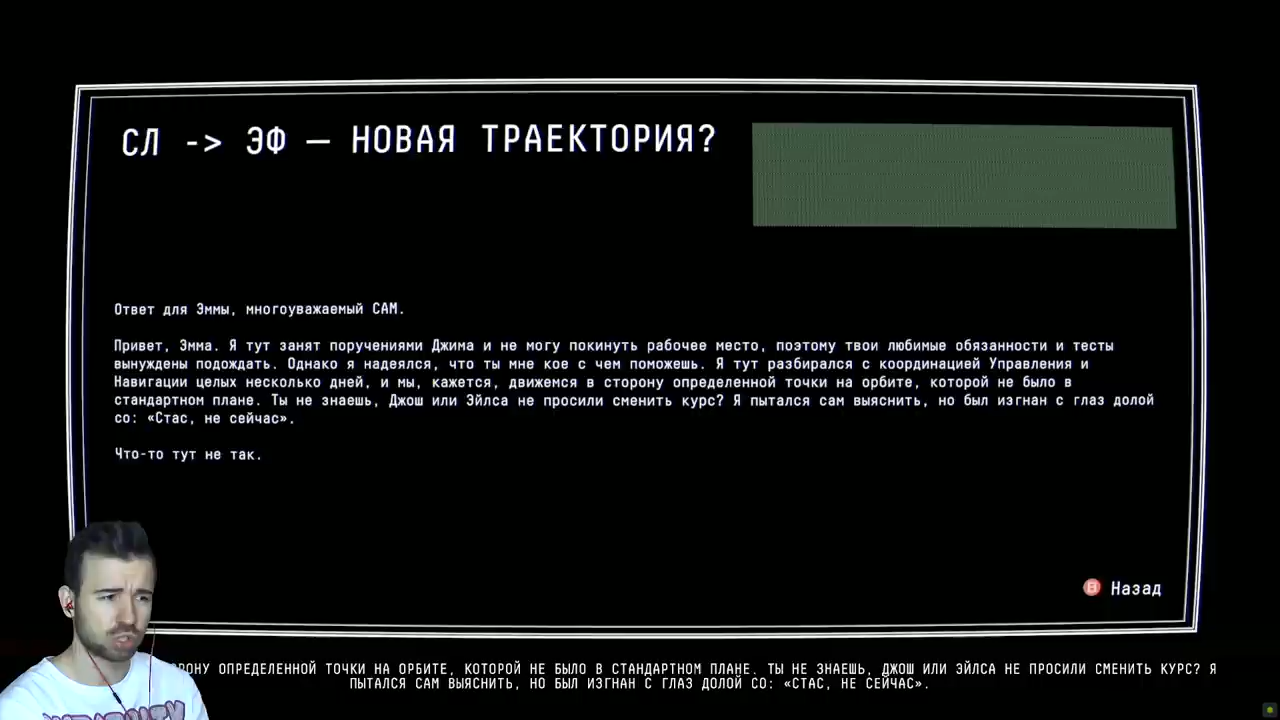 СЛ -> ЭФ — НОВАЯ ТРАЕКТОРИЯ?
Ответ для Эммы, многоуважаемый САМ.
Привет, Эмма. Я тут занят поручениями Джима и не могу покинуть рабочее место, поэтому твои любимые обязанности и тесты
вынуждены подождать. Однако я надеялся, что ты мне кое с чем поможешь. Я тут разбирался с координацией Управления и
Навигации целых несколько дней, и мы, кажется, движемся в сторону определенной точки на орбите, которой не было в
стандартном плане. Ты не знаешь, Джош или Эйлса не просили сменить курс? Я пытался сам выяснить, но был изгнан с глаз долой
со: «Стас, не сейчас».
Что-то тут не так.
B Назад
ОПРЕДЕЛЕННОЙ ТОЧКИ НА ОРБИТЕ, КОТОРОЙ НЕ БЫЛО В СТАНДАРТНОМ ПЛАНЕ. ТЫ НЕ ЗНАЕШЬ, ДЖОШ ИЛИ ЭЙЛСА НЕ ПРОСИЛИ СМЕНИТЬ КУРС? Я
ПЫТАЛСЯ САМ ВЫЯСНИТЬ, НО БЫЛ ИЗГНАН С ГЛАЗ ДОЛОЙ СО: «СТАС, НЕ СЕЙЧАС».